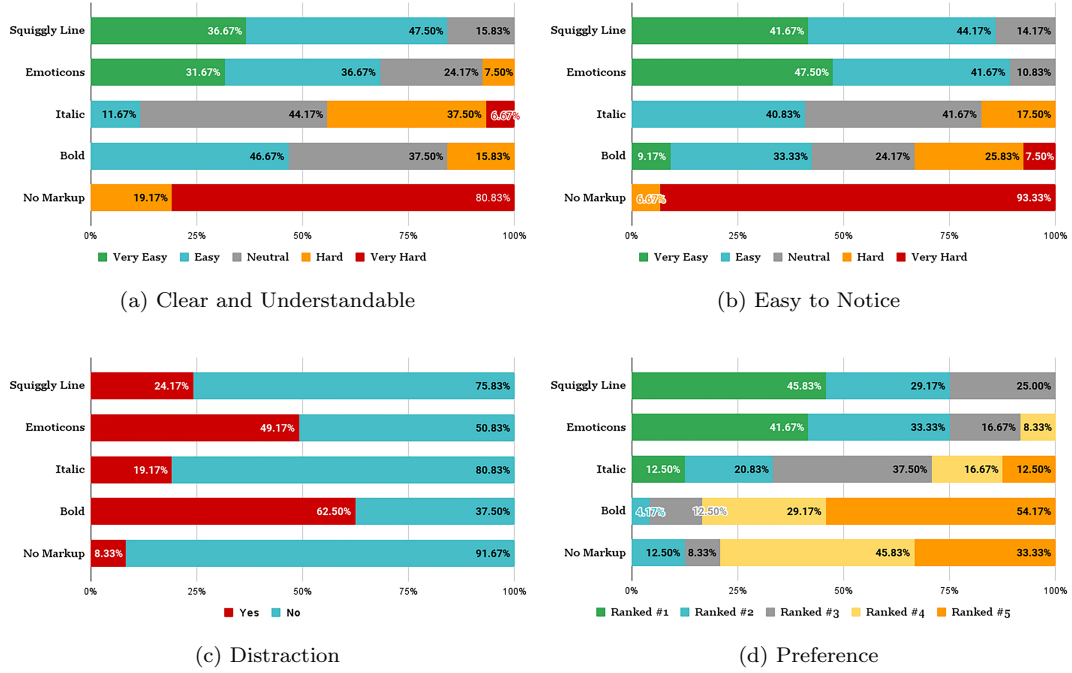 Squiggly Line 36.67% 47.50% 15.83%
Emoticons 31.67% 36.67% 24.17% 7.50%
Italic 11.67% 44.17% 37.50% 6.67%
Bold 46.67% 37.50% 15.83%
No Markup 19.17% 80.83%
0% 25% 50% 75% 100%
Very Easy Easy Neutral Hard Very Hard
(a) Clear and Understandable
Squiggly Line 41.67% 44.17% 14.17%
Emoticons 47.50% 41.67% 10.83%
Italic 40.83% 41.67% 17.50%
Bold 9.17% 33.33% 24.17% 25.83% 7.50%
No Markup 6.67% 93.33%
0% 25% 50% 75% 100%
Very Easy Easy Neutral Hard Very Hard
(b) Easy to Notice
Squiggly Line 24.17% 75.83%
Emoticons 49.17% 50.83%
Italic 19.17% 80.83%
Bold 62.50% 37.50%
No Markup 8.33% 91.67%
0% 25% 50% 75% 100%
Yes No
(c) Distraction
Squiggly Line 45.83% 29.17% 25.00%
Emoticons 41.67% 33.33% 16.67% 8.33%
Italic 12.50% 20.83% 37.50% 16.67% 12.50%
Bold 4.17% 12.50% 29.17% 54.17%
No Markup 12.50% 8.33% 45.83% 33.33%
0% 25% 50% 75% 100%
Ranked #1 Ranked #2 Ranked #3 Ranked #4 Ranked #5
(d) Preference